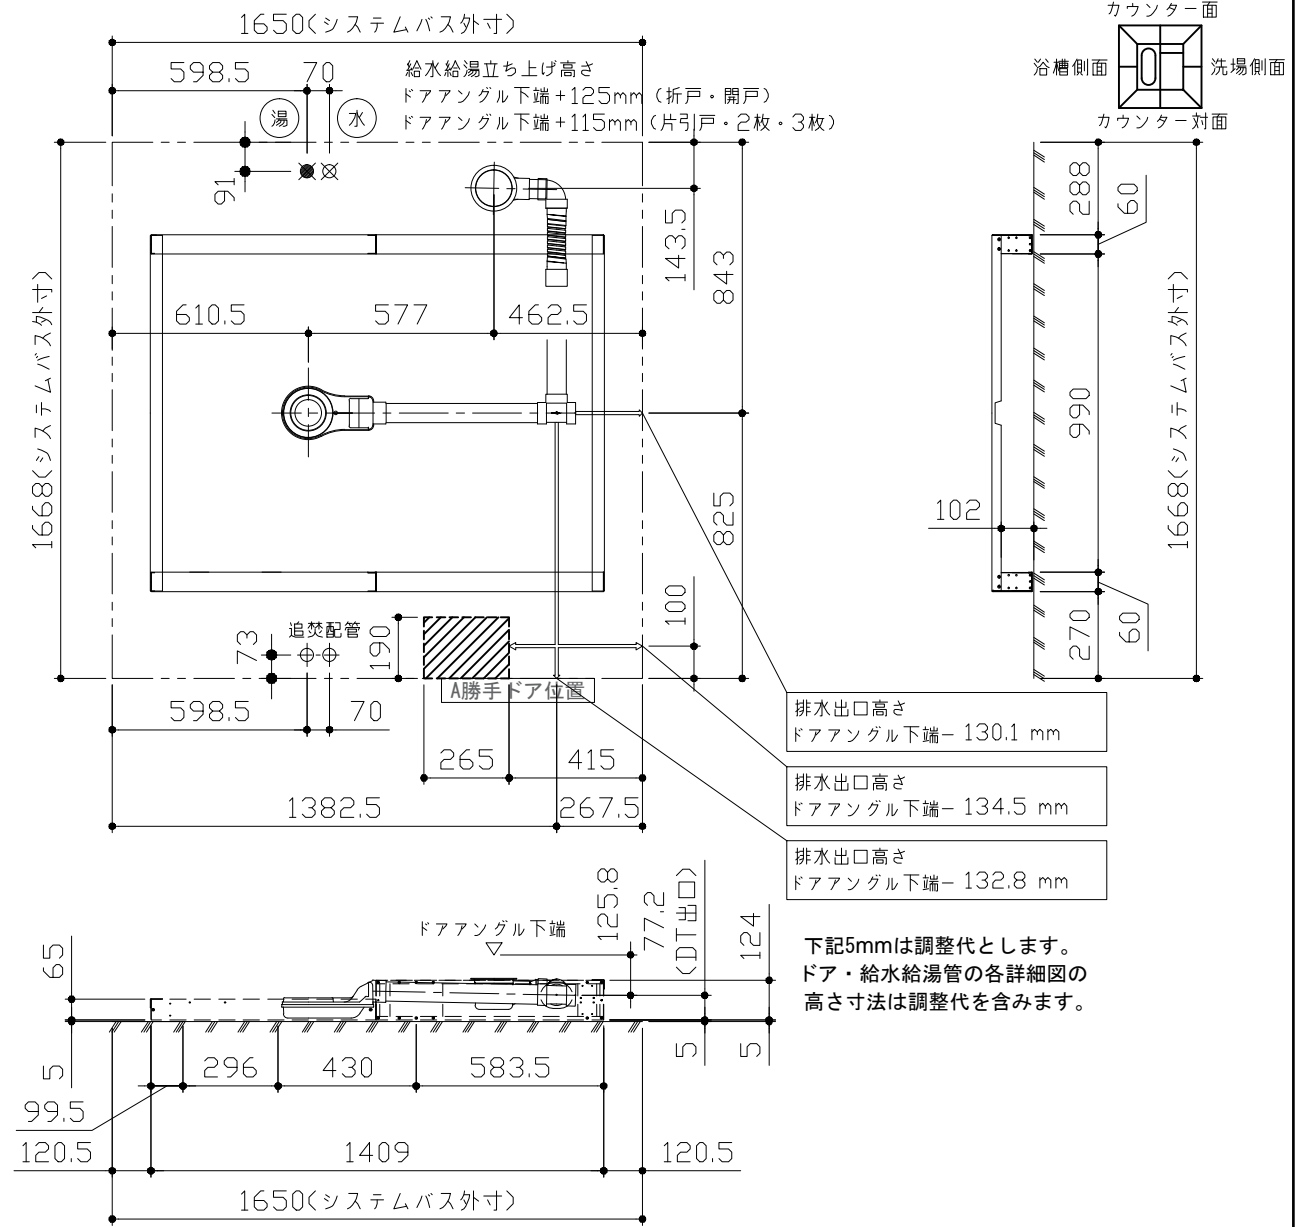 1650(システムバス外寸)
598.5
70
湯
水
給水給湯立ち上げ高さ
ドアアングル下端+125mm(折戸・開戸)
ドアアングル下端+115mm(片引戸・2枚・3枚)
カウンター面
浴槽側面
洗場側面
カウンター対面
91
143.5
843
1668(システムバス外寸)
610.5
577
462.5
825
100
追焚配管
73
190
A勝手ドア位置
598.5
70
265
415
1382.5
267.5
288
60
990
1668(システムバス外寸)
102
270
60
排水出口高さ
ドアアングル下端− 130.1 mm
排水出口高さ
ドアアングル下端− 134.5 mm
排水出口高さ
ドアアングル下端− 132.8 mm
ドアアングル下端
125.8
77.2
(DT出口)
124
65
5
5
5
下記5mmは調整代とします。
ドア・給水給湯管の各詳細図の
高さ寸法は調整代を含みます。
296
430
583.5
99.5
120.5
1409
120.5
1650(システムバス外寸)